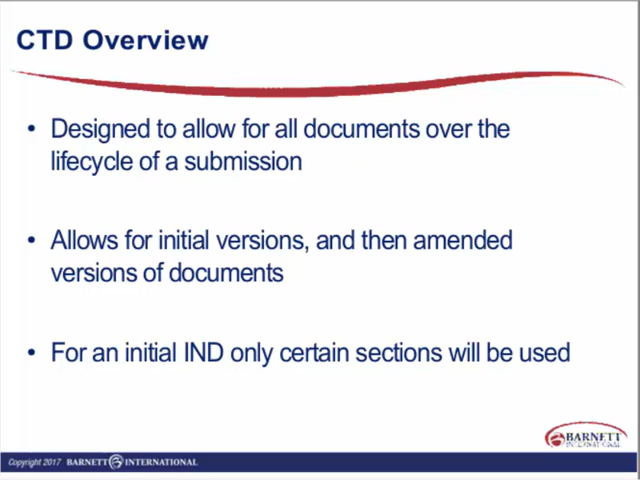 CTD Overview
• Designed to allow for all documents over the
lifecycle of a submission
• Allows for initial versions, and then amended
versions of documents
• For an initial IND only certain sections will be used
BARNETT
INTERNATIONAL
Copyright 2017 BARNETT INTERNATIONAL